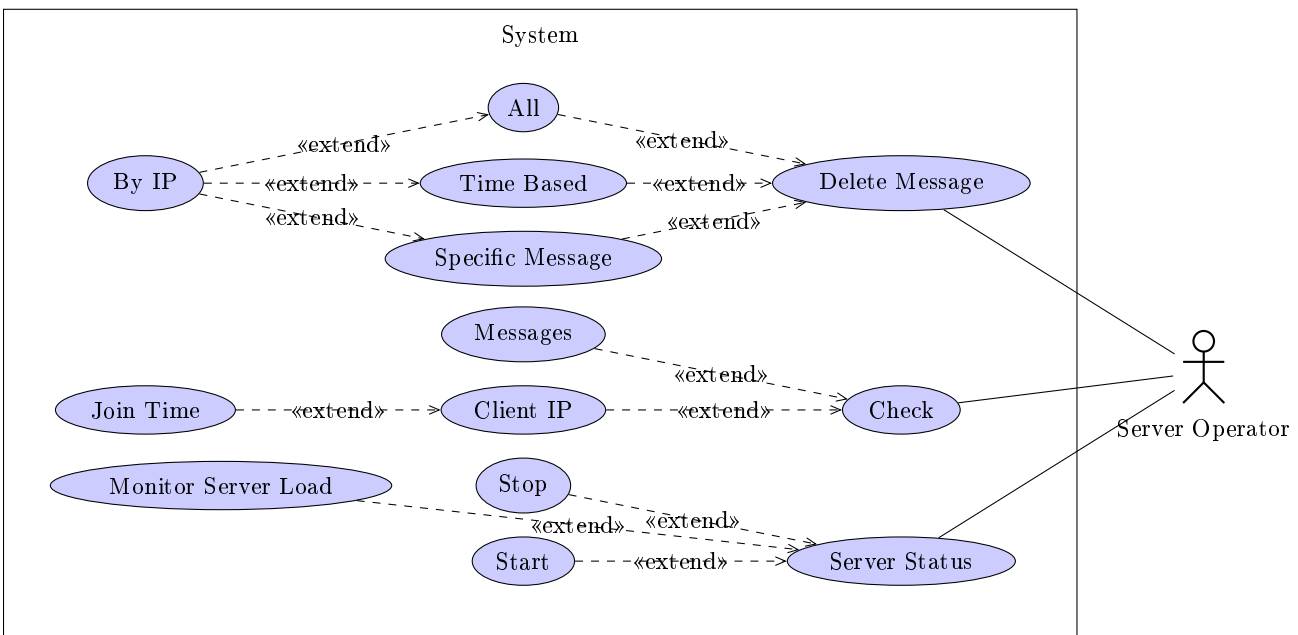 System
All
«extend»
«extend»
By IP
«extend»
Time Based
«extend»
Delete Message
«extend»
«extend»
Specific Message
Messages
«extend»
Join Time
«extend»
Client IP
«extend»
Check
Server Operator
Monitor Server Load
Stop
«extend»
«extend»
Start
«extend»
Server Status